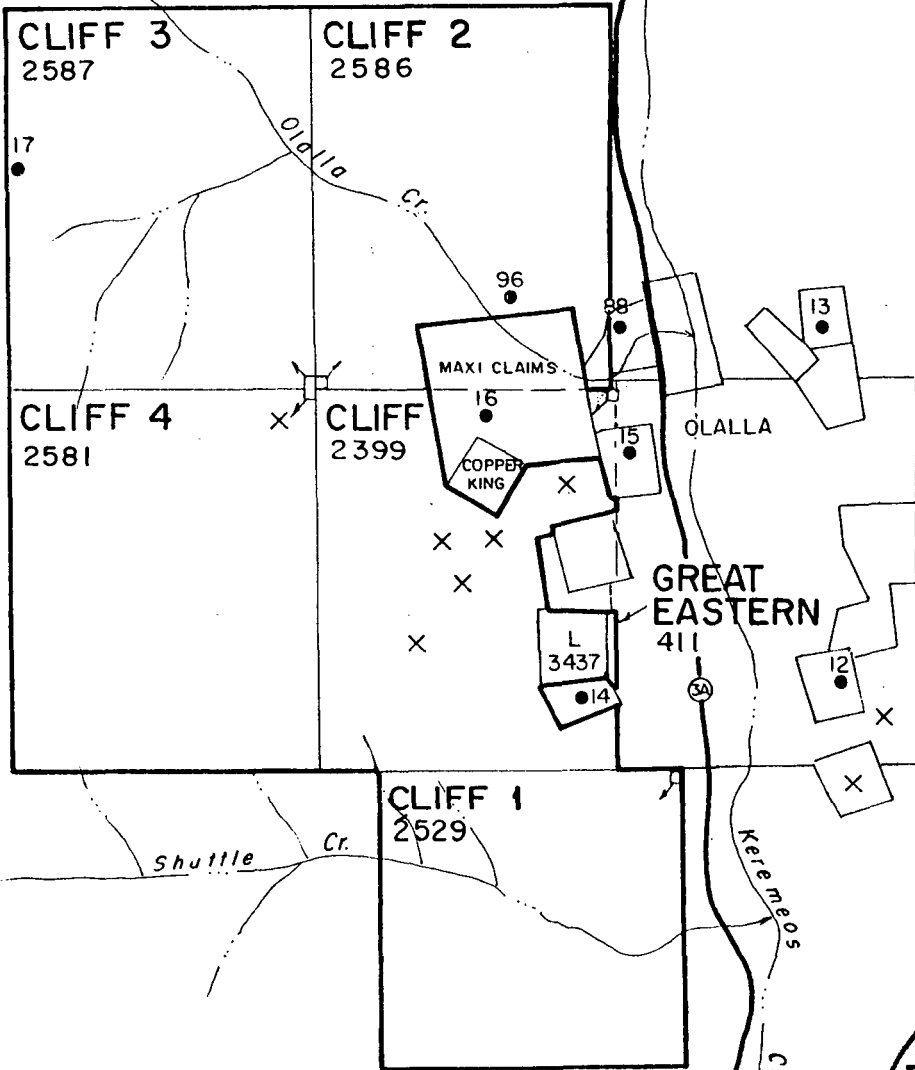 CLIFF 3
2587
CLIFF 2
2586
17
Olalla
Cr.
96
88
13
MAXI CLAIMS
CLIFF 4
2581
CLIFF
2399
16
15
OLALLA
COPPER
KING
GREAT
EASTERN
411
L
3437
12
3A
14
CLIFF 1
2529
Shuttle
Cr.
Keremeos
C